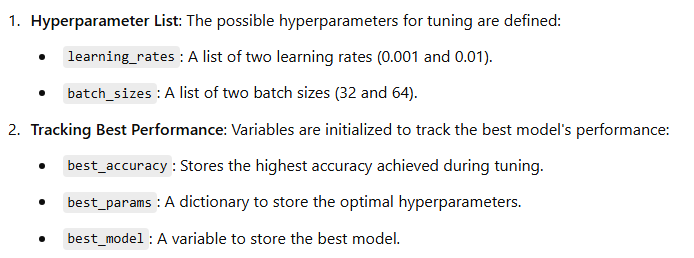 1. Hyperparameter List: The possible hyperparameters for tuning are defined:
• learning_rates : A list of two learning rates (0.001 and 0.01).
• batch_sizes : A list of two batch sizes (32 and 64).
2. Tracking Best Performance: Variables are initialized to track the best model's performance:
• best_accuracy : Stores the highest accuracy achieved during tuning.
• best_params : A dictionary to store the optimal hyperparameters.
• best_model : A variable to store the best model.